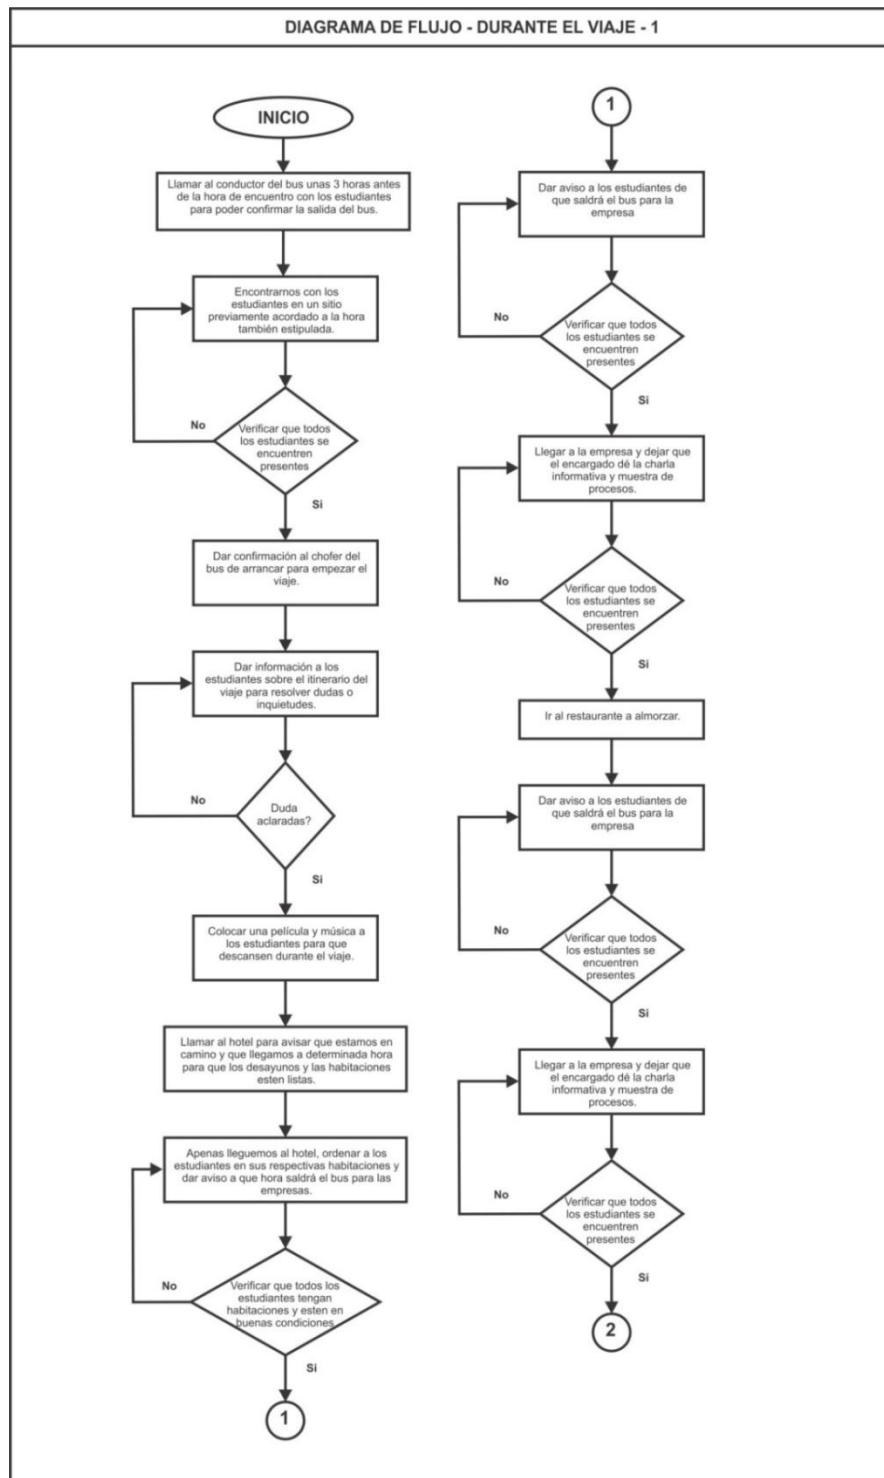 DIAGRAMA DE FLUJO - DURANTE EL VIAJE - 1
INICIO
Llamar al conductor del bus unas 3 horas antes
de la hora de encuentro con los estudiantes
para poder confirmar la salida del bus.
Encontrarnos con los
estudiantes en un sitio
previamente acordado a la hora
también estipulada.
No
Verificar que todos
los estudiantes se
encuentren
presentes
Si
Dar confirmación al chofer del
bus de arrancar para empezar el
viaje.
Dar información a los
estudiantes sobre el itinerario del
viaje para resolver dudas o
inquietudes.
No
Duda
aclaradas?
Si
Colocar una película y música a
los estudiantes para que
descansen durante el viaje.
Llamar al hotel para avisar que estamos en
camino y que llegamos a determinada hora
para que los desayunos y las habitaciones
esten listas.
Apenas lleguemos al hotel, ordenar a los
estudiantes en sus respectivas habitaciones y
dar aviso a que hora saldrá el bus para las
empresas.
No
Verificar que todos los
estudiantes tengan
habitaciones y esten en
buenas condiciones
Si
1
1
Dar aviso a los estudiantes de
que saldrá el bus para la
empresa
No
Verificar que todos
los estudiantes se
encuentren
presentes
Si
Llegar a la empresa y dejar que
el encargado dé la charla
informativa y muestra de
procesos.
No
Verificar que todos
los estudiantes se
encuentren
presentes
Si
Ir al restaurante a almorzar.
Dar aviso a los estudiantes de
que saldrá el bus para la
empresa
No
Verificar que todos
los estudiantes se
encuentren
presentes
Si
Llegar a la empresa y dejar que
el encargado dé la charla
informativa y muestra de
procesos.
No
Verificar que todos
los estudiantes se
encuentren
presentes
Si
2